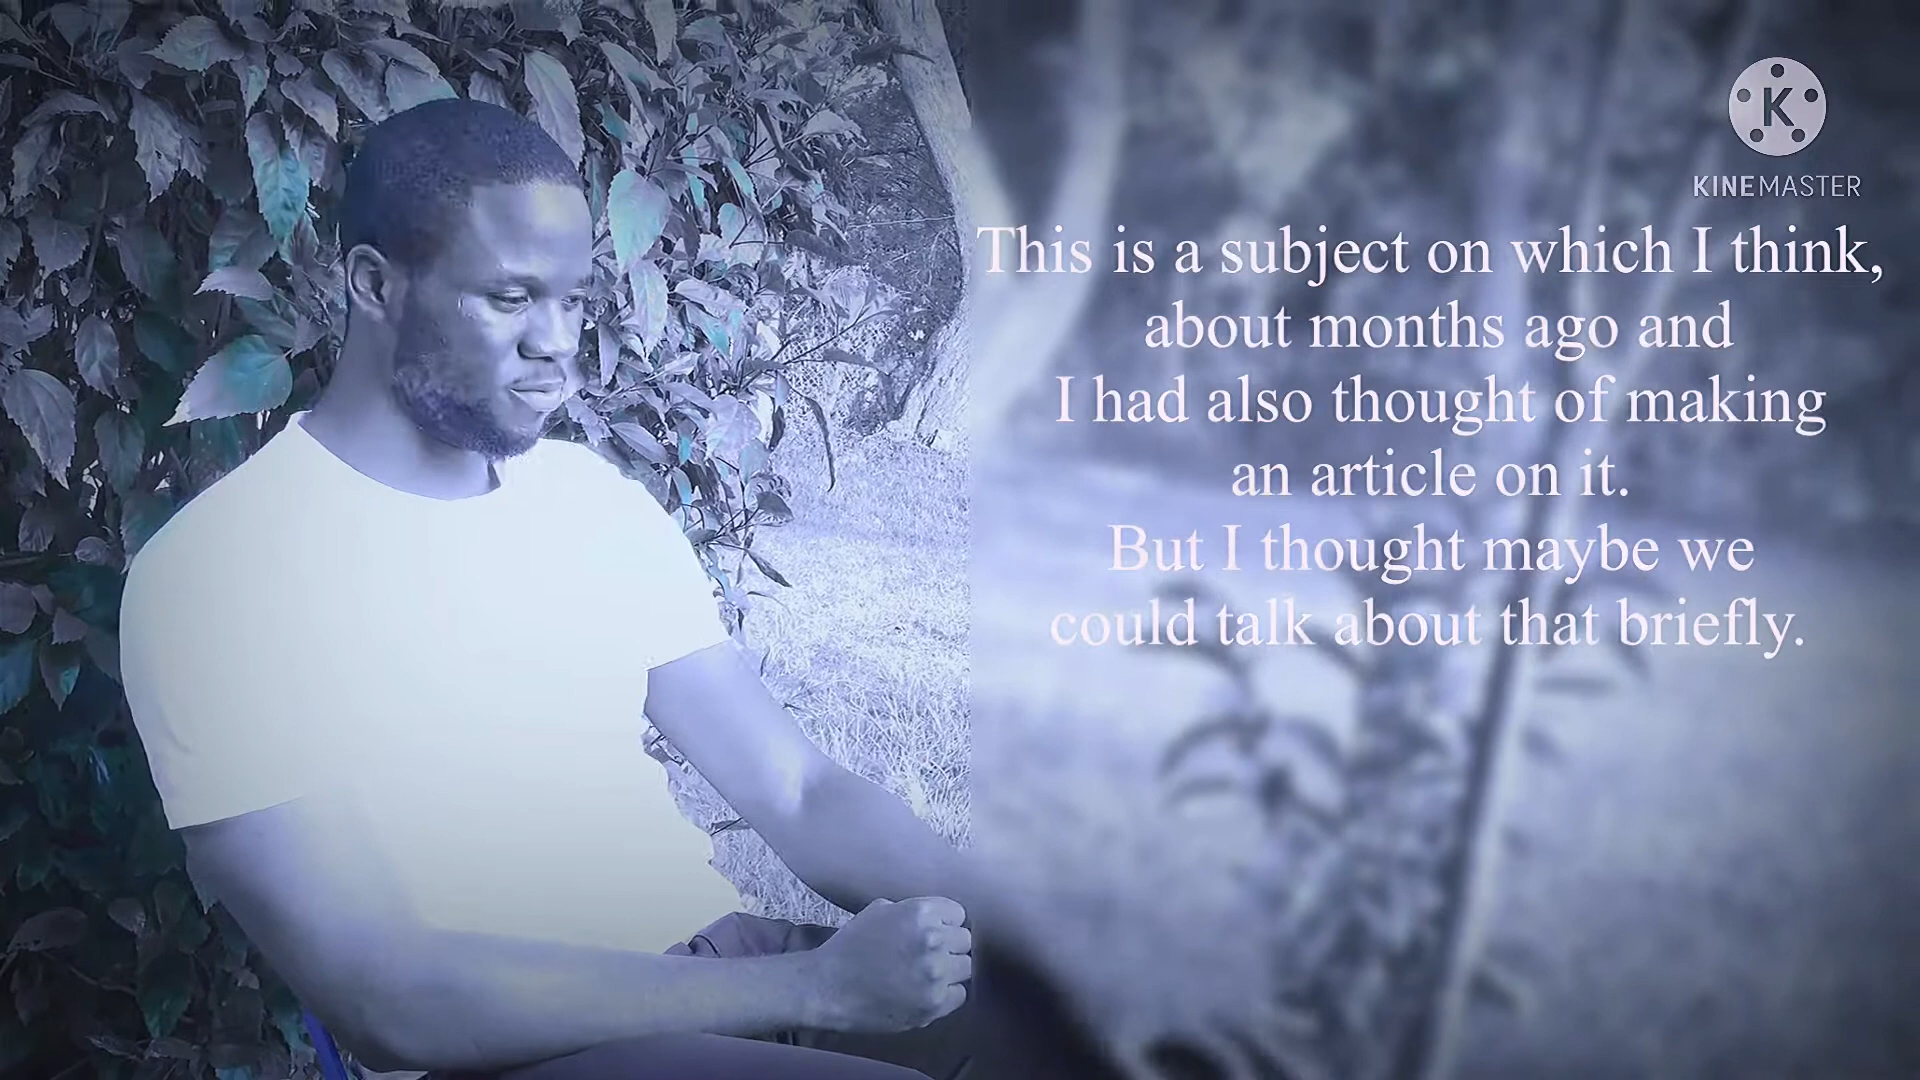 K
KINEMASTER
This is a subject on which I think,
about months ago and
I had also thought of making
an article on it.
But I thought maybe we
could talk about that briefly.